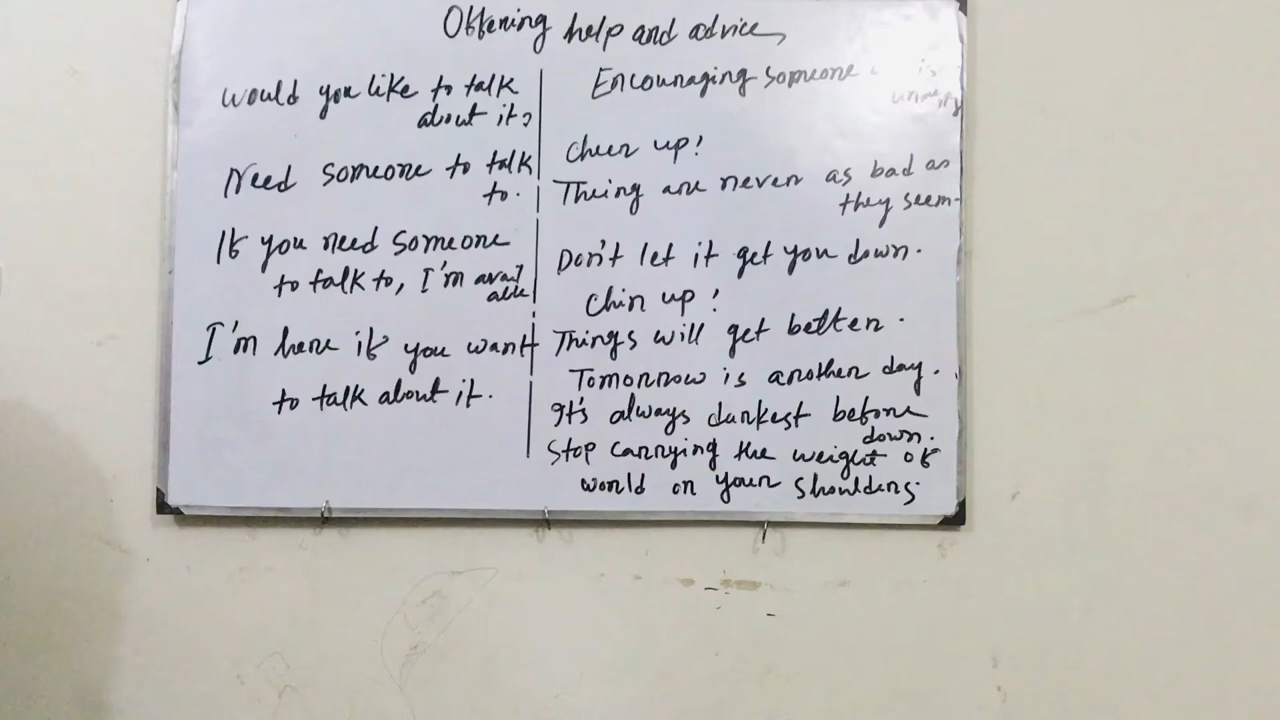 Offering help and advice,
would you like to talk
about it?
Need someone to talk
to.
If you need someone
to talk to, I'm avail
able
I'm here if you want
to talk about it.
Encouraging someone is
Cheer up!
Theing are never as bad as
they seem.
Don't let it get you down.
Chin up!
Things will get better.
Tomorrow is another day.
It's always darkest before
down.
Stop carrying the weight of
world on your shoulders.